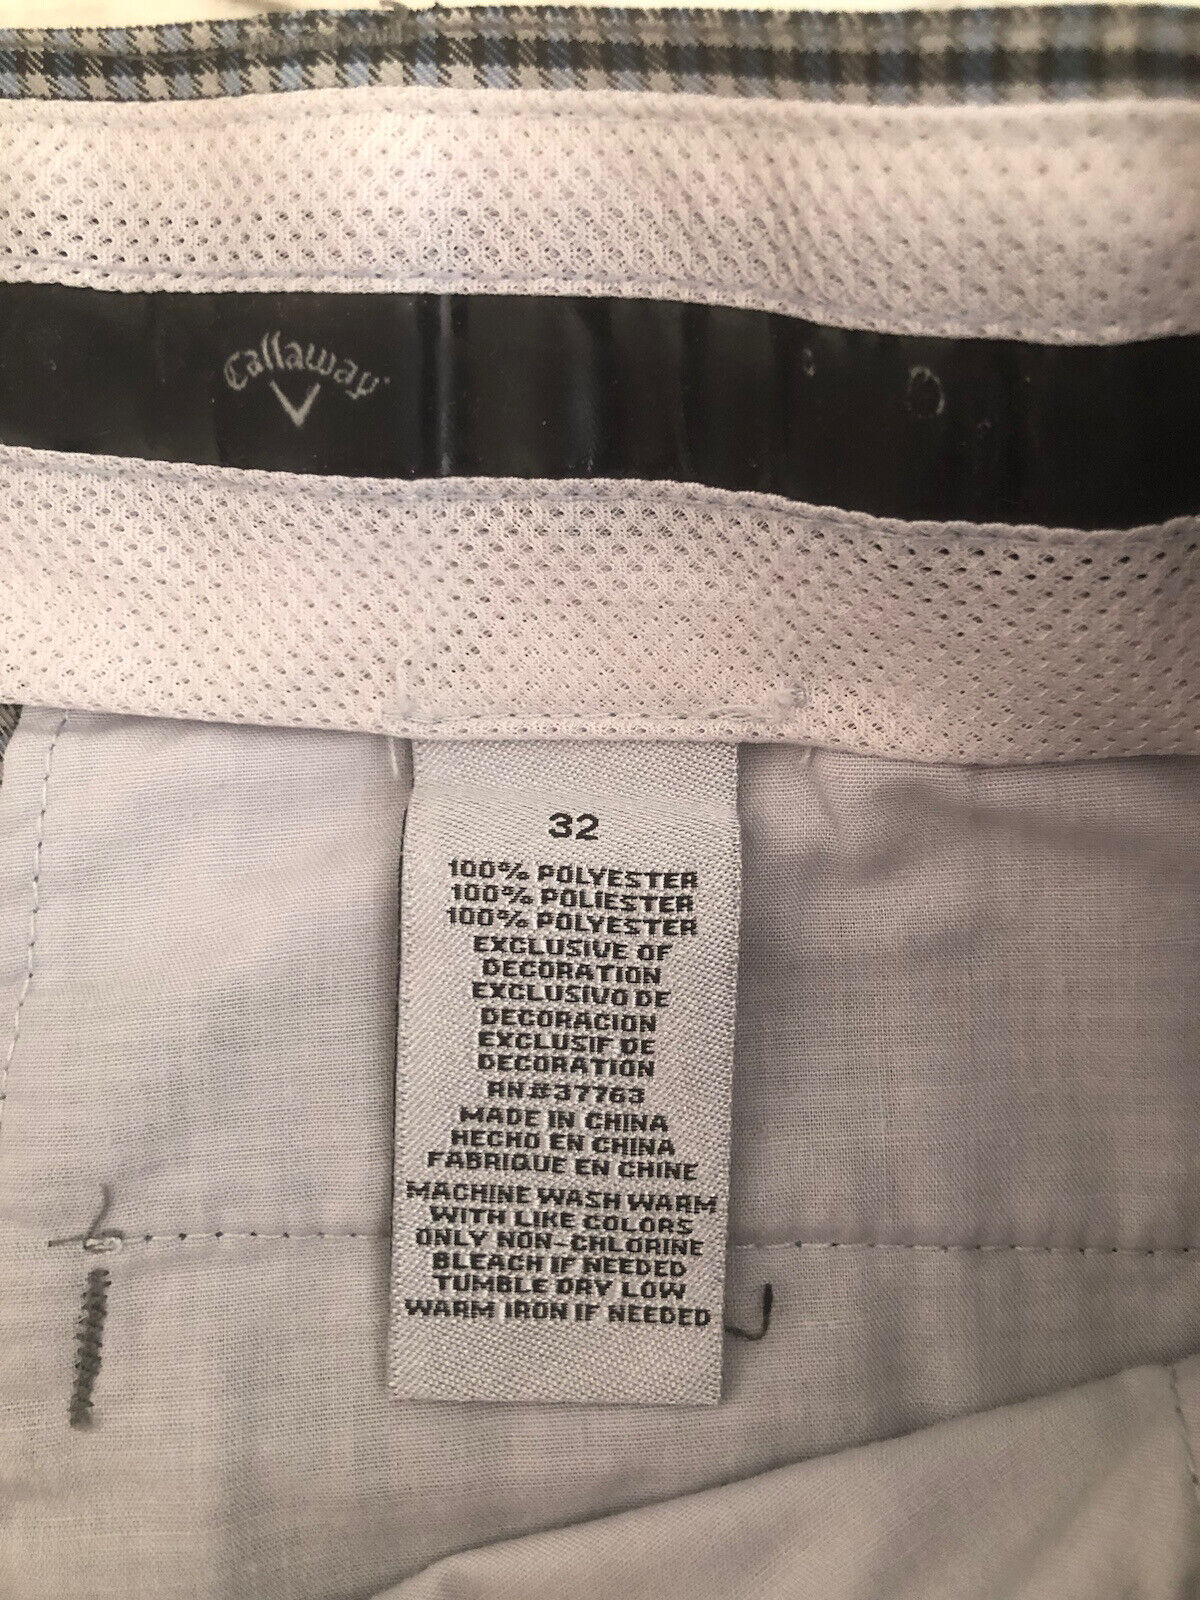 Callaway
32
100% POLYESTER
100% POLIESTER
100% POLYESTER
EXCLUSIVE OF
DECORATION
EXCLUSIVO DE
DECORACION
EXCLUSIF DE
DECORATION
RN#37763
MADE IN CHINA
HECHO EN CHINA
FABRIQUE EN CHINE
MACHINE WASH WARM
WITH LIKE COLORS
ONLY NON-CHLORINE
BLEACH IF NEEDED
TUMBLE DRY LOW
WARM IRON IF NEEDED